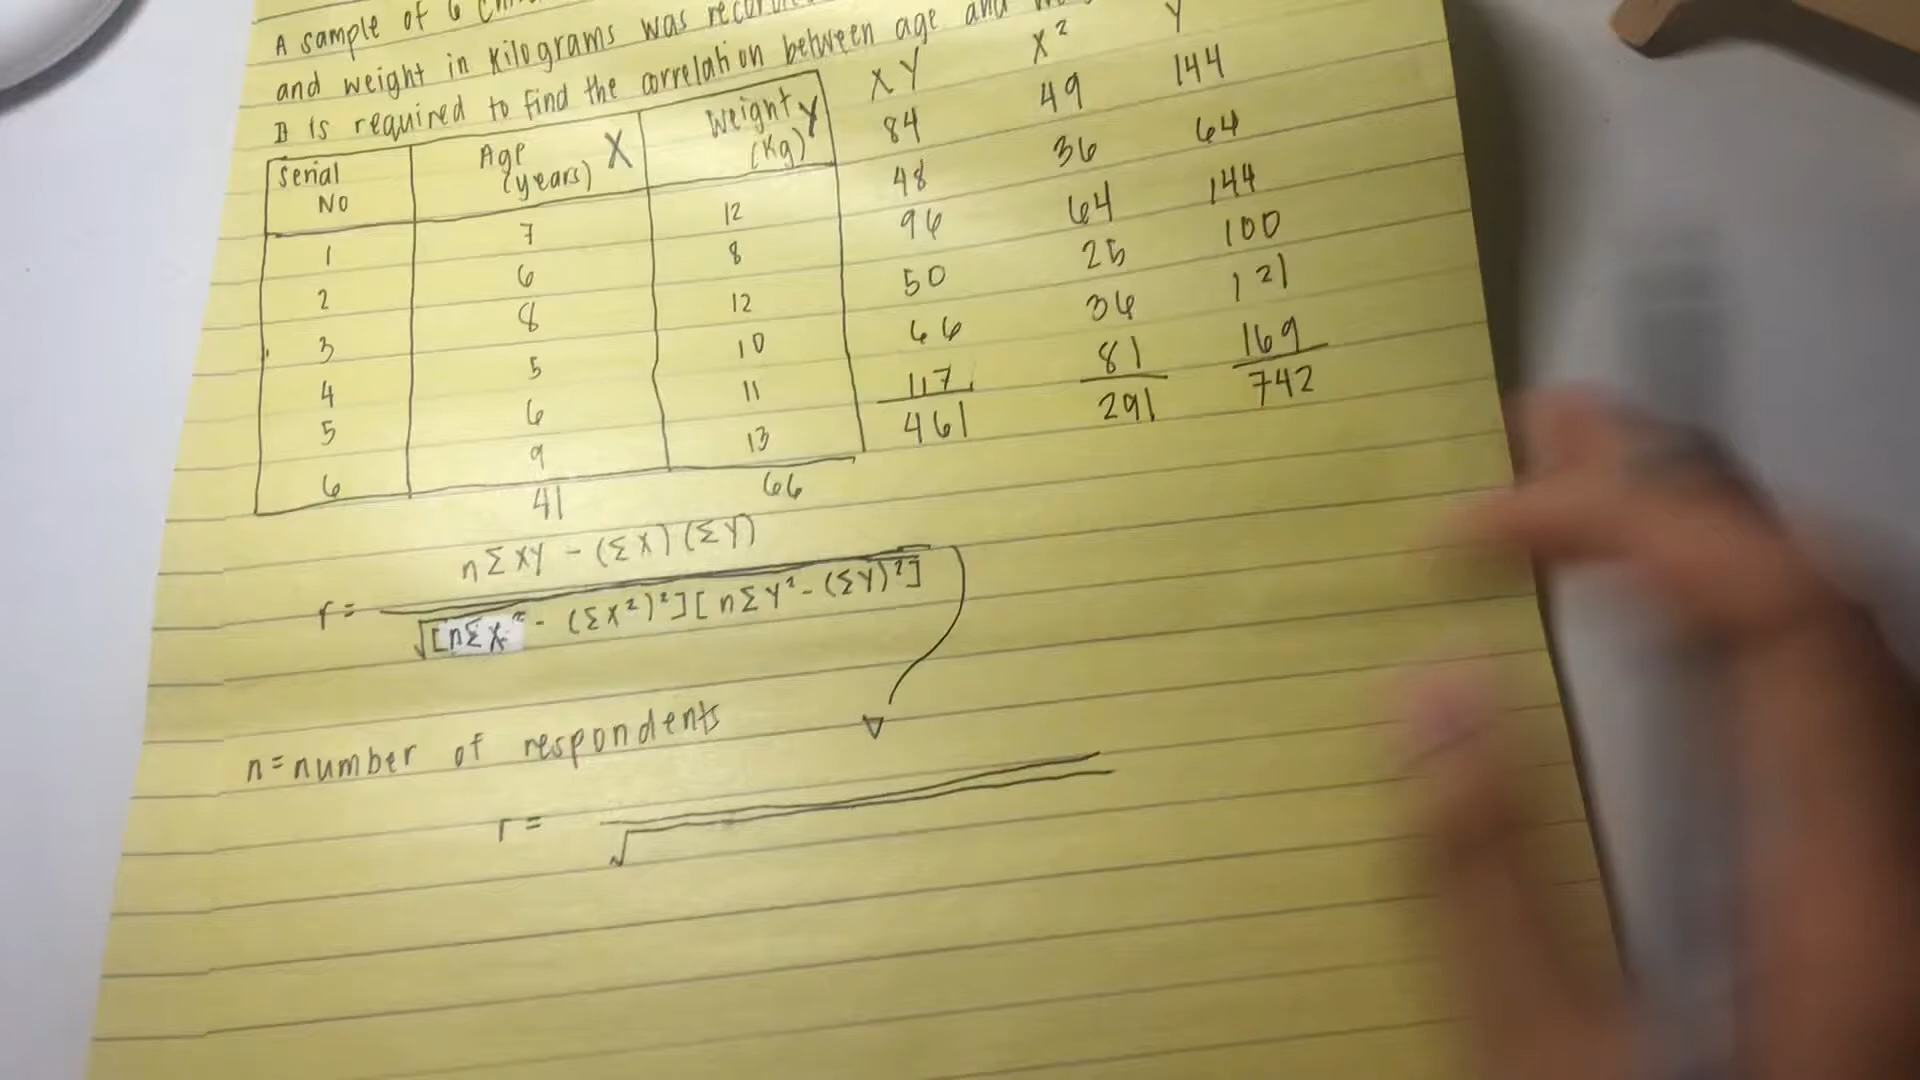 A sample of 6
and weight in kilograms was
It is required to find the correlation between age and
Serial No | Age (years) X | Weight (kg) Y | XY | X² | Y
1 | 7 | 12 | 84 | 49 | 144
2 | 6 | 8 | 48 | 36 | 64
3 | 8 | 12 | 96 | 64 | 144
4 | 5 | 10 | 50 | 25 | 100
5 | 6 | 11 | 66 | 36 | 121
6 | 9 | 13 | 117 | 81 | 169
41 | 66 | 461 | 291 | 742
nΣXY - (ΣX)(ΣY)
r =
√[nΣX² - (ΣX²)²][nΣY² - (ΣY)²]
n = number of respondents
r = √